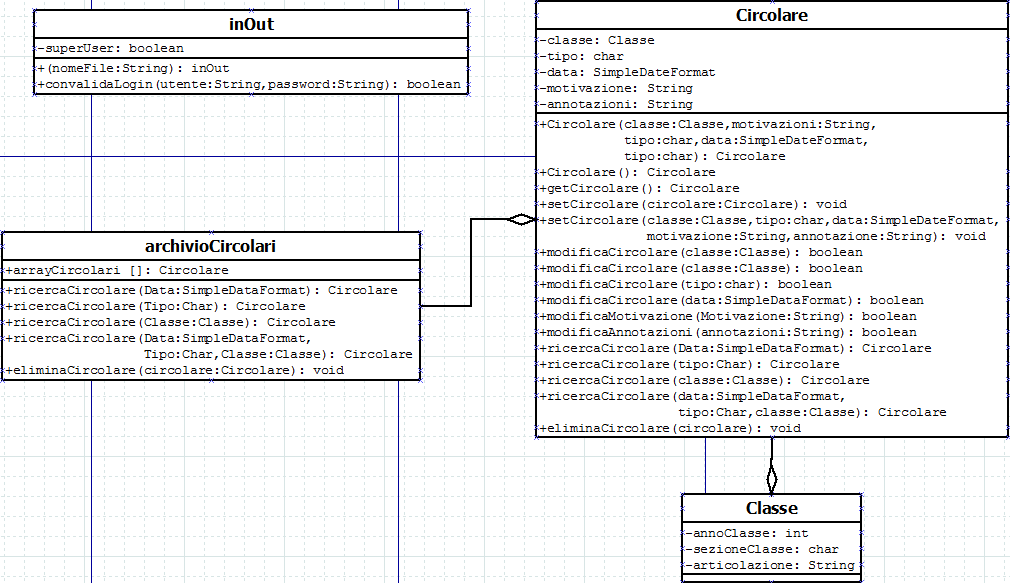 inOut
-superUser: boolean
+(nomeFile:String): inOut
+convalidaLogin(utente:String,password:String): boolean
Circolare
-classe: Classe
-tipo: char
-data: SimpleDateFormat
-motivazione: String
-annotazioni: String
+Circolare(classe:Classe,motivazioni:String,
tipo:char,data:SimpleDateFormat,
tipo:char): Circolare
+Circolare(): Circolare
+getCircolare(): Circolare
+setCircolare(circolare:Circolare): void
+setCircolare(classe:Classe,tipo:char,data:SimpleDateFormat,
motivazione:String,annotazione:String): void
+modificaCircolare(classe:Classe): boolean
+modificaCircolare(classe:Classe): boolean
+modificaCircolare(tipo:char): boolean
+modificaCircolare(data:SimpleDataFormat): boolean
+modificaMotivazione(Motivazione:String): boolean
+modificaAnnotazioni(annotazioni:String): boolean
+ricercaCircolare(Data:SimpleDataFormat): Circolare
+ricercaCircolare(tipo:Char): Circolare
+ricercaCircolare(classe:Classe): Circolare
+ricercaCircolare(data:SimpleDataFormat,
tipo:Char,classe:Classe): Circolare
+eliminaCircolare(circolare): void
archivioCircolari
+arrayCircolari []: Circolare
+ricercaCircolare(Data:SimpleDataFormat): Circolare
+ricercaCircolare(Tipo:Char): Circolare
+ricercaCircolare(Classe:Classe): Circolare
+ricercaCircolare(Data:SimpleDataFormat,
Tipo:Char,Classe:Classe): Circolare
+eliminaCircolare(circolare:Circolare): void
Classe
-annoClasse: int
-sezioneClasse: char
-articolazione: String